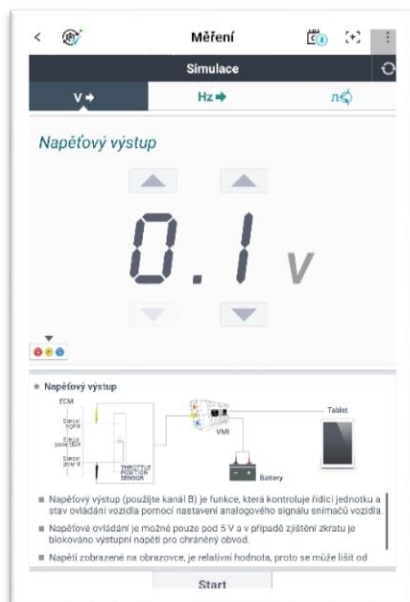 Měření
Simulace
V
Hz
Napěťový výstup
0.1 V
Napěťový výstup
ECM
Tablet
VMI
THROTTLE
POSITION
SENSOR
Battery
Napěťový výstup (použijte kanál B) je funkce, která kontroluje řídicí jednotku a
stav ovládání vozidla pomocí nastavení analogového signálu snímačů vozidla.
Napěťové ovládání je možné pouze pod 5 V a v případě zjištění zkratu je
blokováno výstupní napětí pro chráněný obvod.
Napětí zobrazené na obrazovce, je relativní hodnota, proto se může lišit od
Start